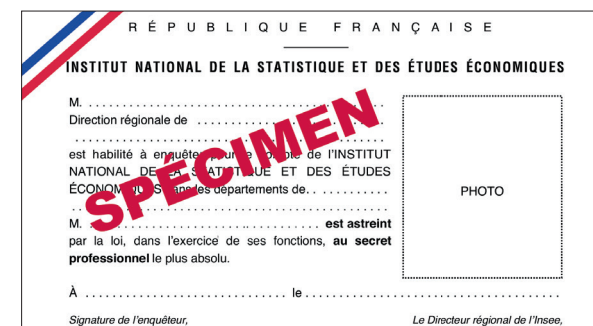 RÉPUBLIQUE FRANÇAISE
INSTITUT NATIONAL DE LA STATISTIQUE ET DES ÉTUDES ÉCONOMIQUES
M. ......................................................
Direction régionale de ..................................
......................................................
est habilité à enquêter pour le compte de l'INSTITUT
NATIONAL DE LA STATISTIQUE ET DES ÉTUDES
ÉCONOMIQUES dans les départements de. . ............
......................................................
M. ........................................ est astreint
par la loi, dans l'exercice de ses fonctions, au secret
professionnel le plus absolu.
SPÉCIMEN
PHOTO
À ............................. le ..............................
Signature de l'enquêteur, Le Directeur régional de l'Insee,